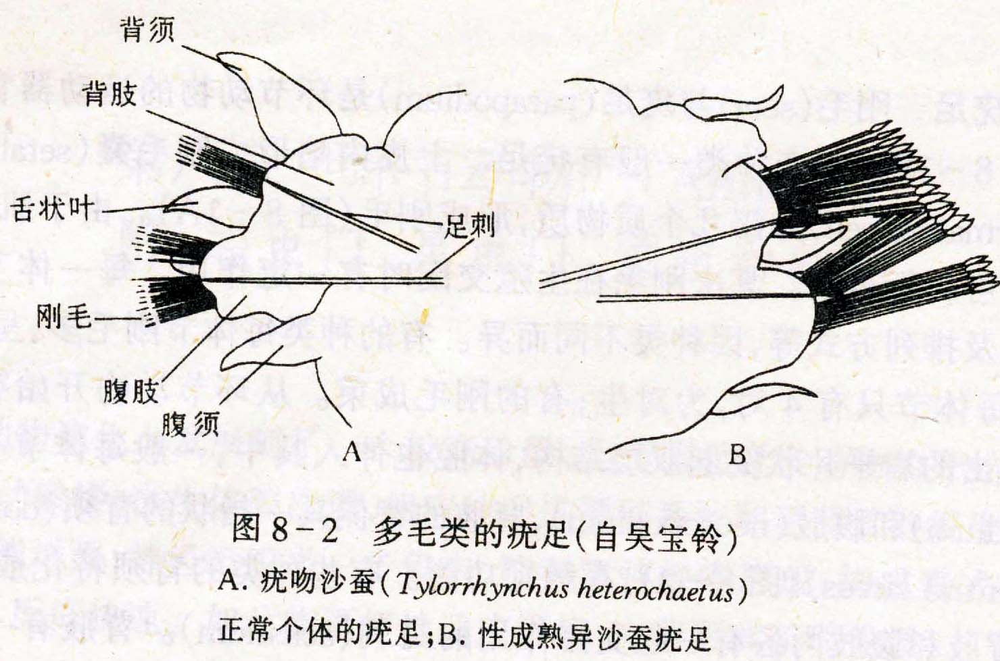 背须
背肢
舌状叶
足刺
刚毛
腹肢
腹须
A
B
图 8-2 多毛类的疣足(自吴宝铃)
A. 疣吻沙蚕(Tylorrhynchus heterochaetus)
正常个体的疣足;B. 性成熟异沙蚕疣足